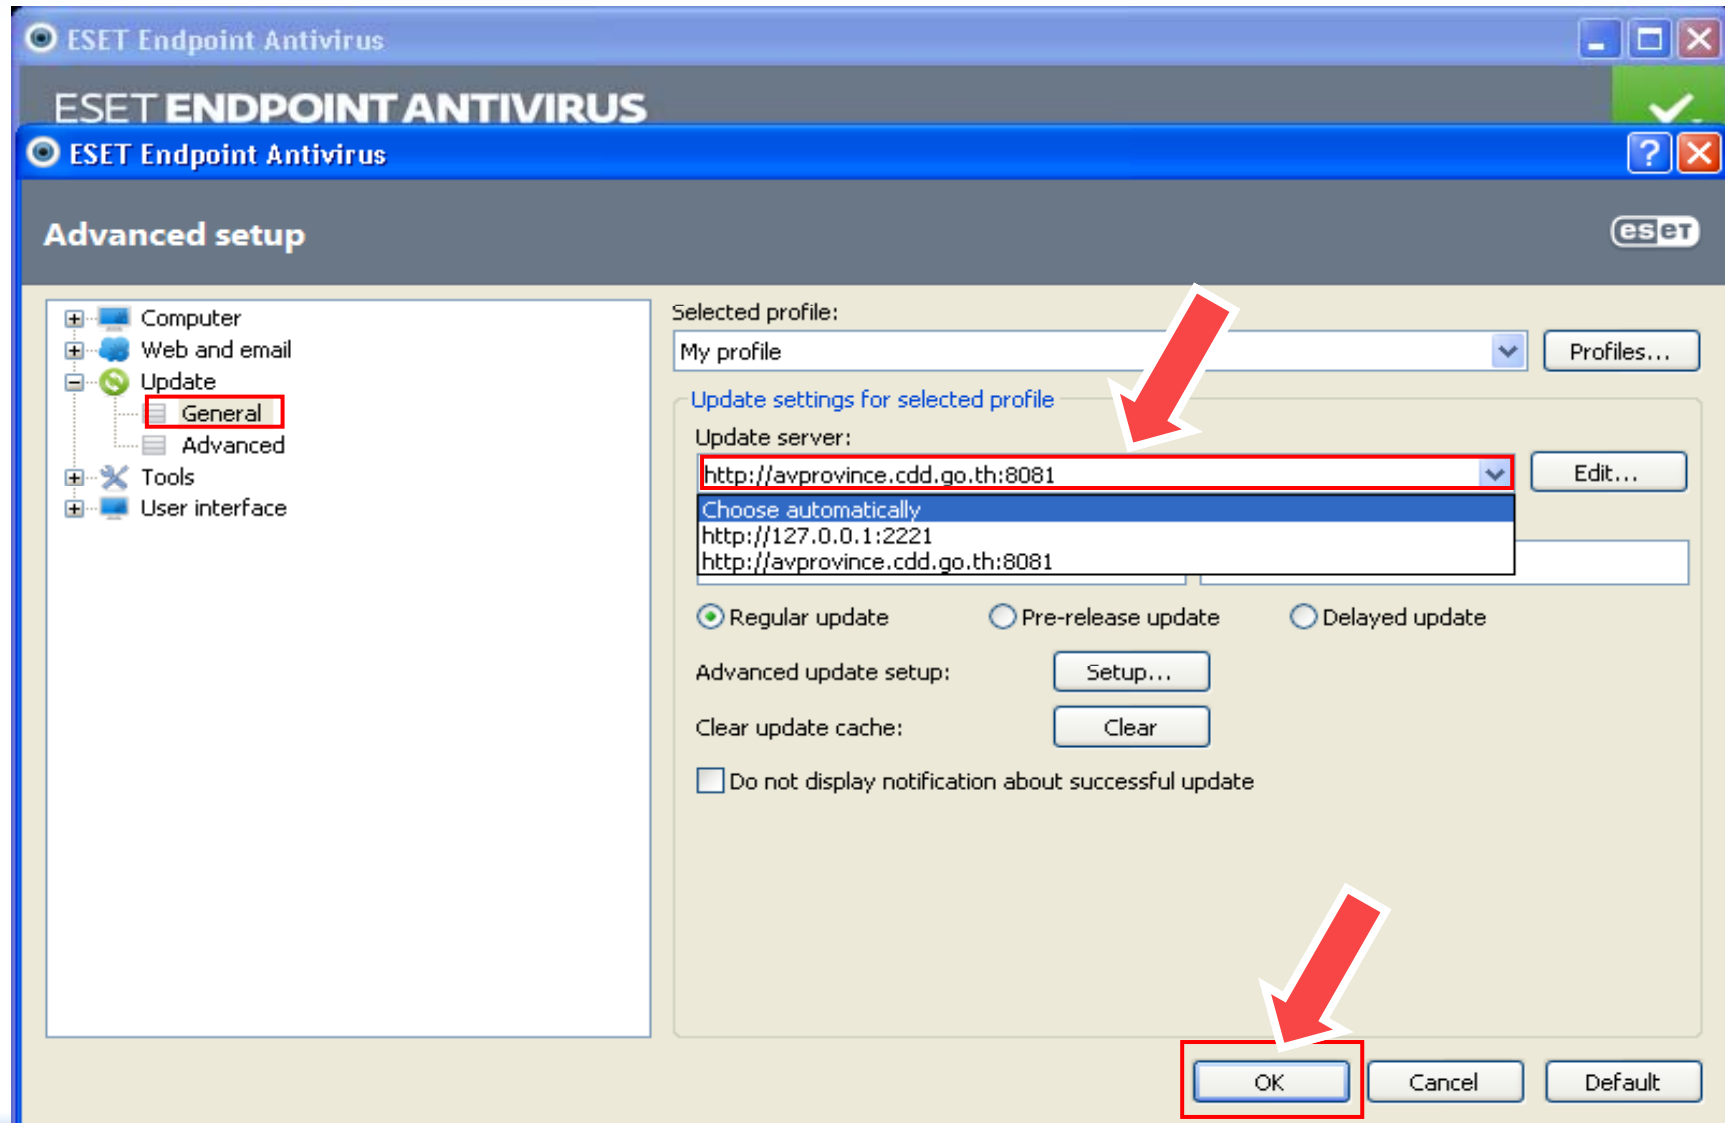 ESET Endpoint Antivirus
ESET ENDPOINT ANTIVIRUS
ESET Endpoint Antivirus
Advanced setup
eseT
Computer
Web and email
Update
General
Advanced
Tools
User interface
Selected profile:
My profile
Profiles...
Update settings for selected profile
Update server:
http://avprovince.cdd.go.th:8081
Edit...
Choose automatically
http://127.0.0.1:2221
http://avprovince.cdd.go.th:8081
Regular update
Pre-release update
Delayed update
Advanced update setup:
Setup...
Clear update cache:
Clear
Do not display notification about successful update
OK
Cancel
Default